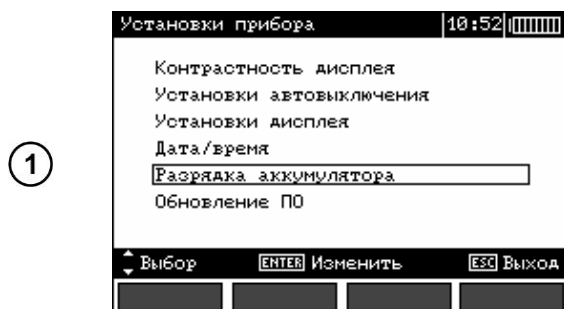 Установки прибора 10:52
Контрастность дисплея
Установки автовыключения
Установки дисплея
Дата/время
1
Разрядка аккумулятора
Обновление ПО
Выбор ENTER Изменить ESC Выход